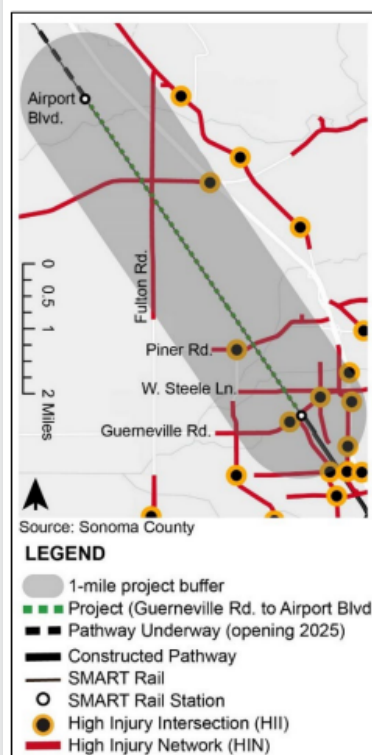 Airport
Blvd.
0
0.5
1
2 Miles
Fulton Rd.
Piner Rd.
W. Steele Ln.
Guerneville Rd.
Source: Sonoma County
LEGEND
1-mile project buffer
Project (Guerneville Rd. to Airport Blvd
Pathway Underway (opening 2025)
Constructed Pathway
SMART Rail
SMART Rail Station
High Injury Intersection (HII)
High Injury Network (HIN)